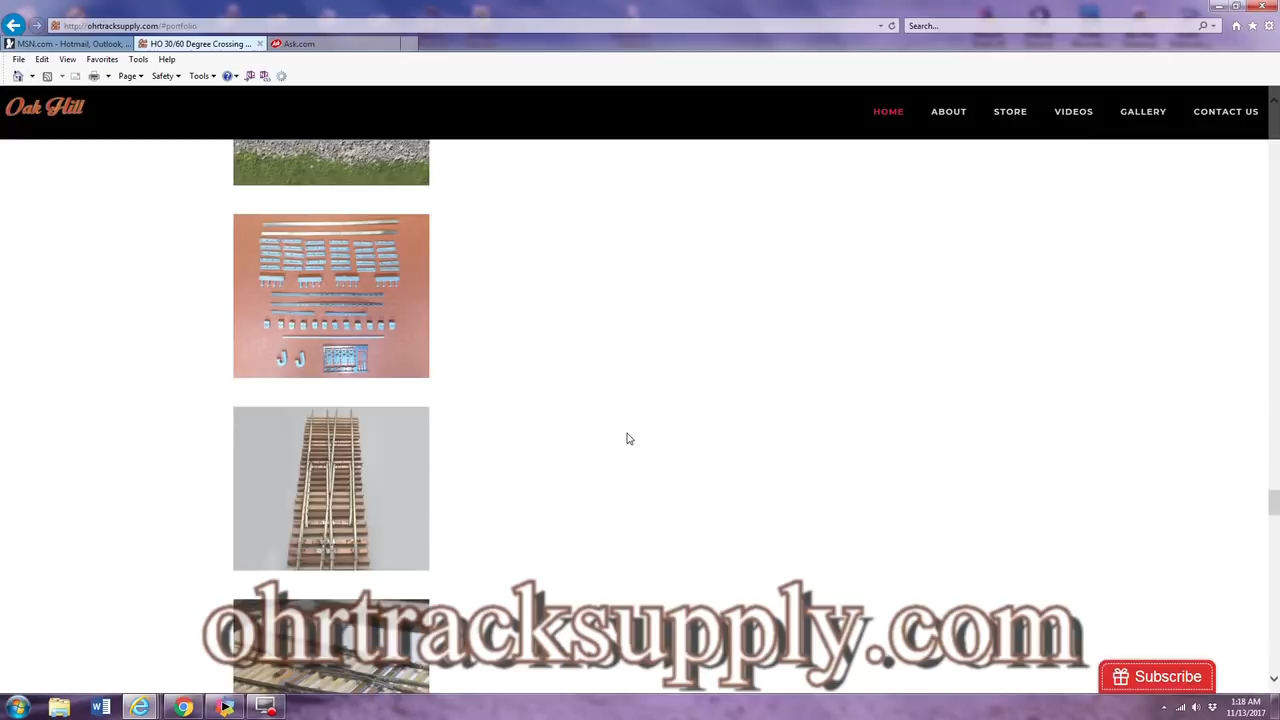 http://ohrtracksupply.com/#portfolio
Search...
MSN.com - Hotmail, Outlook, ...
HO 30/60 Degree Crossing ...
Ask.com
File Edit View Favorites Tools Help
Page Safety Tools
Oak Hill
HOME ABOUT STORE VIDEOS GALLERY CONTACT US
ohrtracksupply.com
Subscribe
1:18 AM
11/13/2017